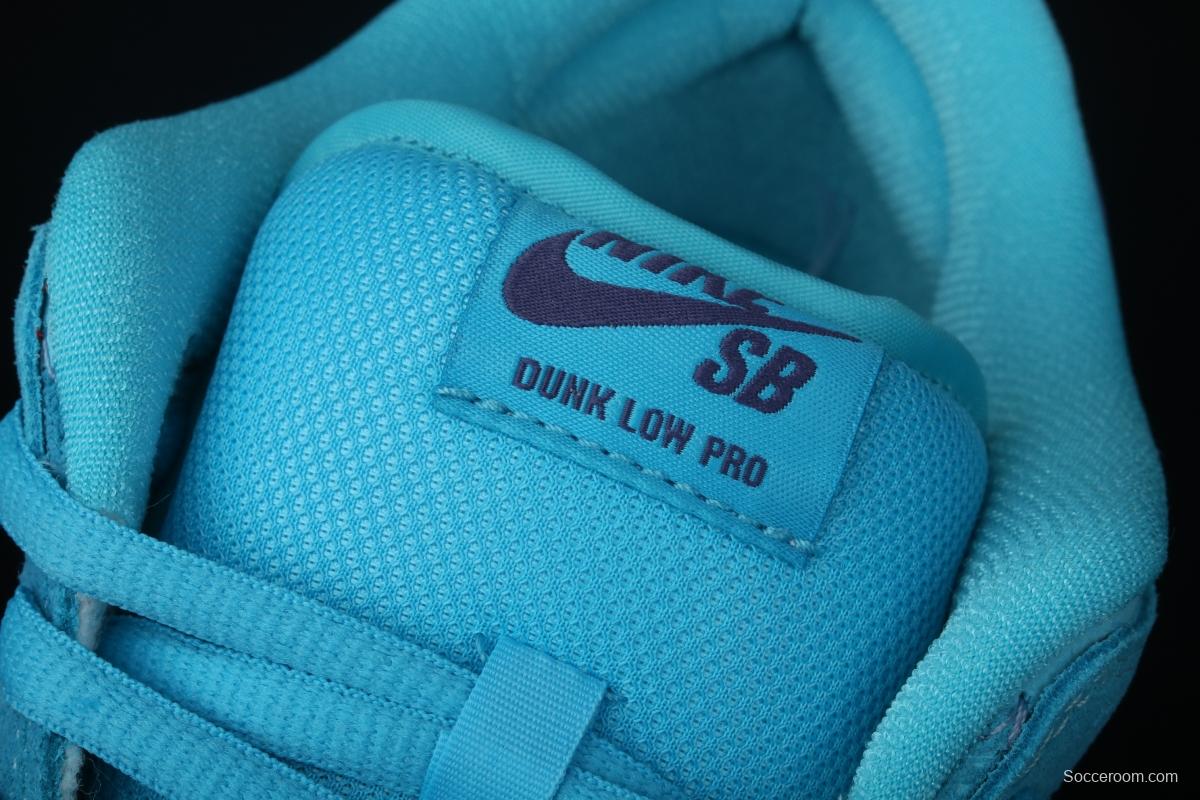 NIKE
SB
DUNK LOW PRO
Socceroom.com